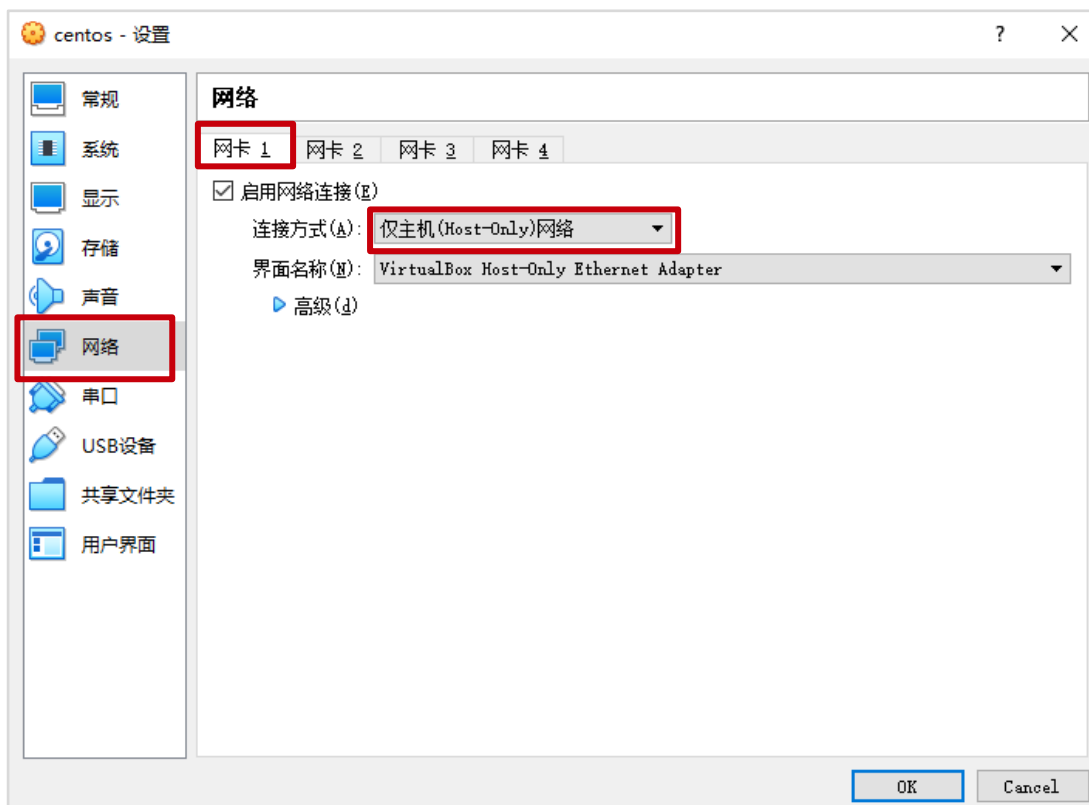 centos - 设置
?
常规
系统
显示
存储
声音
网络
串口
USB设备
共享文件夹
用户界面
网络
网卡 1 网卡 2 网卡 3 网卡 4
启用网络连接(E)
连接方式(A): 仅主机(Host-Only)网络
界面名称(N): VirtualBox Host-Only Ethernet Adapter
高级(d)
OK Cancel